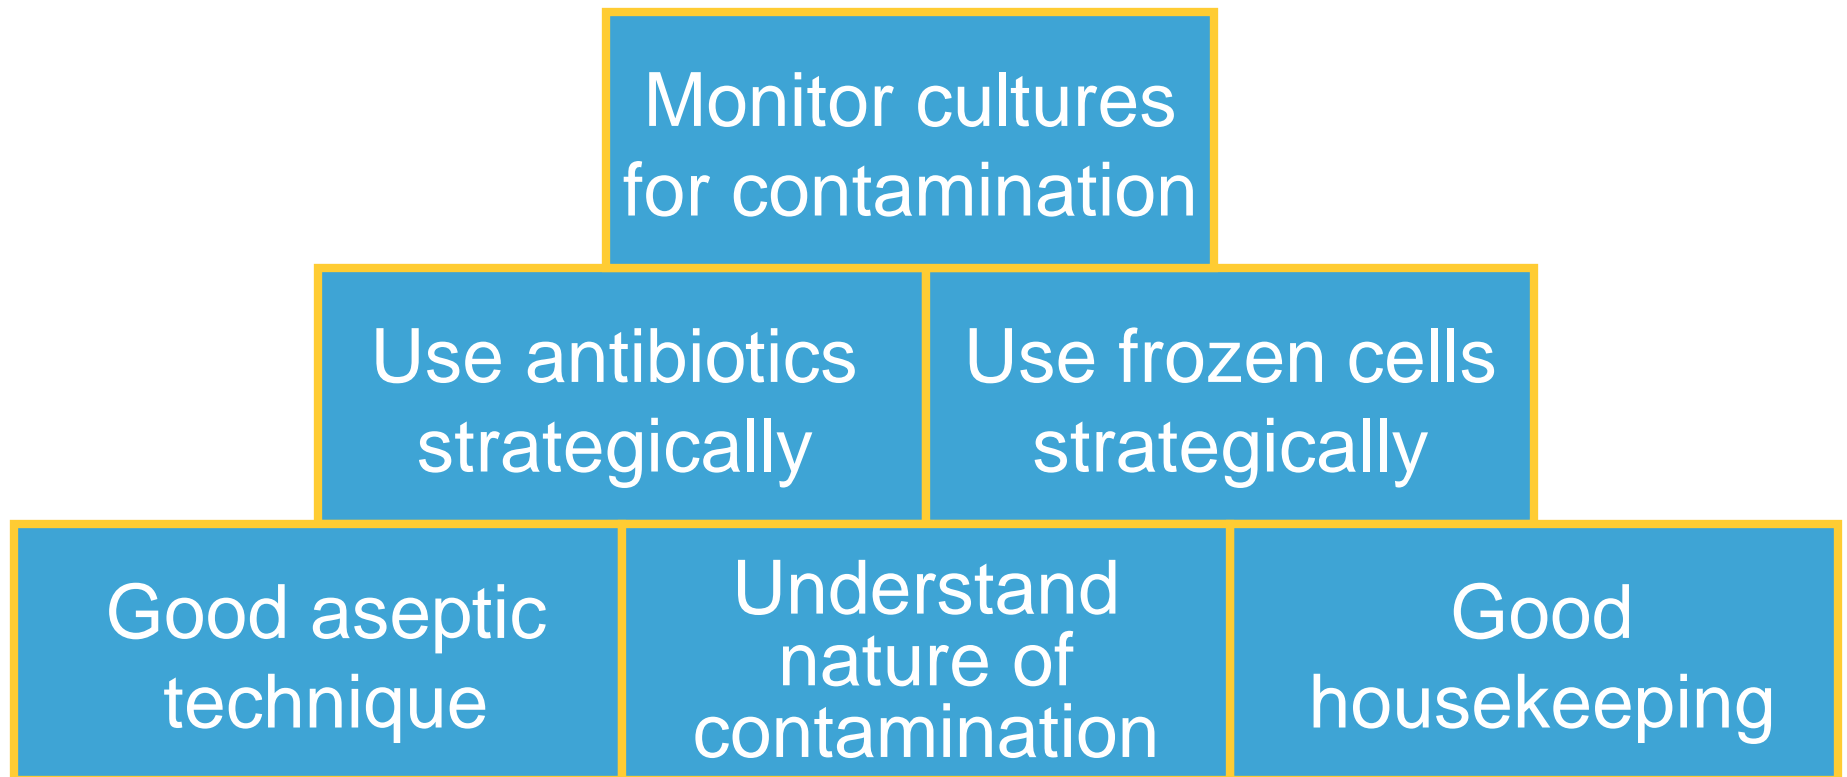 Monitor cultures
for contamination
Use antibiotics
strategically
Use frozen cells
strategically
Good aseptic
technique
Understand
nature of
contamination
Good
housekeeping